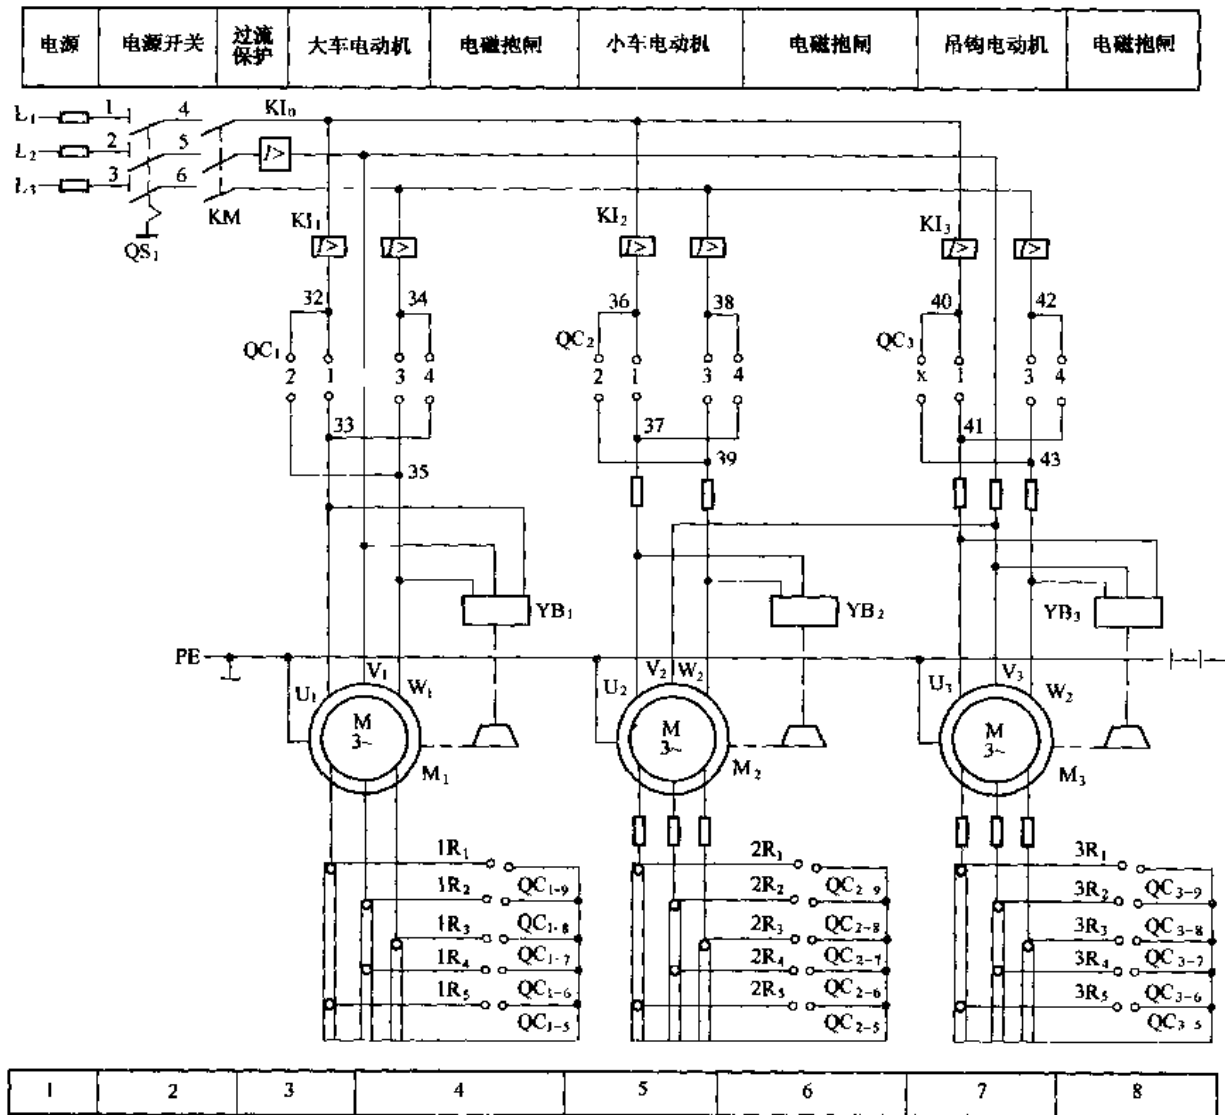 电源 电源开关 过流保护 大车电动机 电磁抱闸 小车电动机 电磁抱闸 吊钩电动机 电磁抱闸
L₁ 1 4 KI₀
L₂ 2 5 I>
L₃ 3 6
KM
QS₁
KI₁ I> I> KI₂ I> I> KI₃ I> I>
32 34 36 38 40 42
QC₁ QC₂ QC₃
2 1 3 4 2 1 3 4 x 1 3 4
33 37 41
35 39 43
YB₁ YB₂ YB₃
PE
U₁ V₁ W₁ U₂ V₂ W₂ U₃ V₃ W₂
M M M
3~ 3~ 3~
M₁ M₂ M₃
1R₁ 2R₁ 3R₁
QC₁₋₉ QC₂ ₉ QC₃₋₉
1R₂ 2R₂ 3R₂
QC₁₋₈ QC₂₋₈ QC₃₋₈
1R₃ 2R₃ 3R₃
QC₁₋₇ QC₂₋₇ QC₃₋₇
1R₄ 2R₄ 3R₄
QC₁₋₆ QC₂₋₆ QC₃₋₆
1R₅ 2R₅ 3R₅
QC₁₋₅ QC₂₋₅ QC₃ ₅
1 2 3 4 5 6 7 8